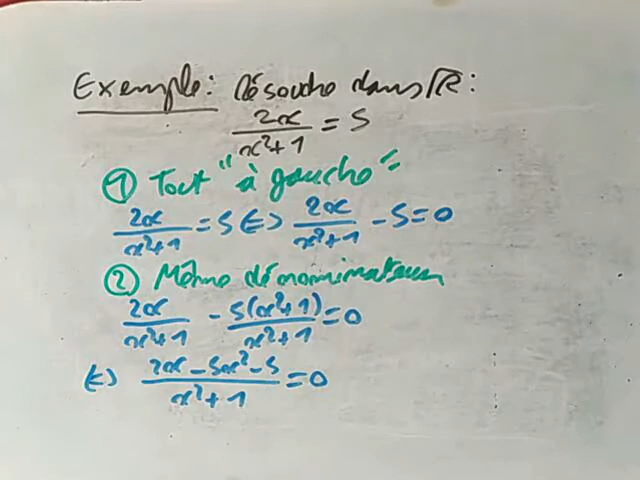 Exemple: Résoudre dans ℝ:
2x/(x²+1) = 5
① Tout "à gauche"
2x/(x²+1) = 5 ⇔ 2x/(x²+1) - 5 = 0
② Même dénominateur
2x/(x²+1) - 5(x²+1)/(x²+1) = 0
⇔ (2x - 5x² - 5)/(x²+1) = 0